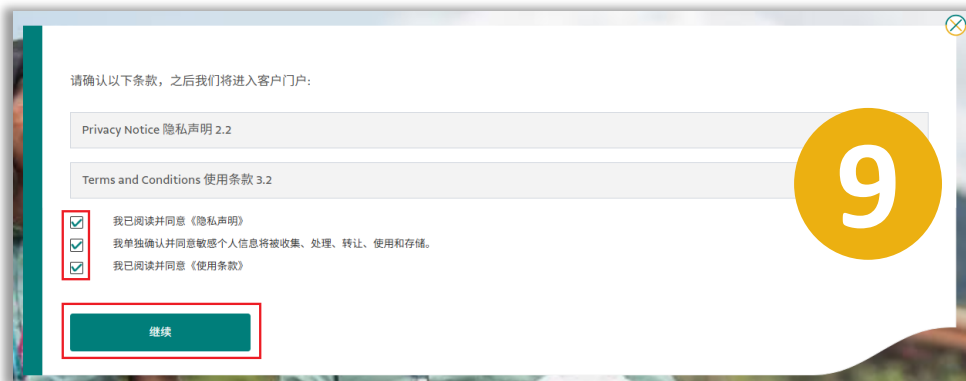 请确认以下条款，之后我们将进入客户门户:
Privacy Notice 隐私声明 2.2
Terms and Conditions 使用条款 3.2
9
我已阅读并同意《隐私声明》
我单独确认并同意敏感个人信息将被收集、处理、转让、使用和存储。
我已阅读并同意《使用条款》
继续